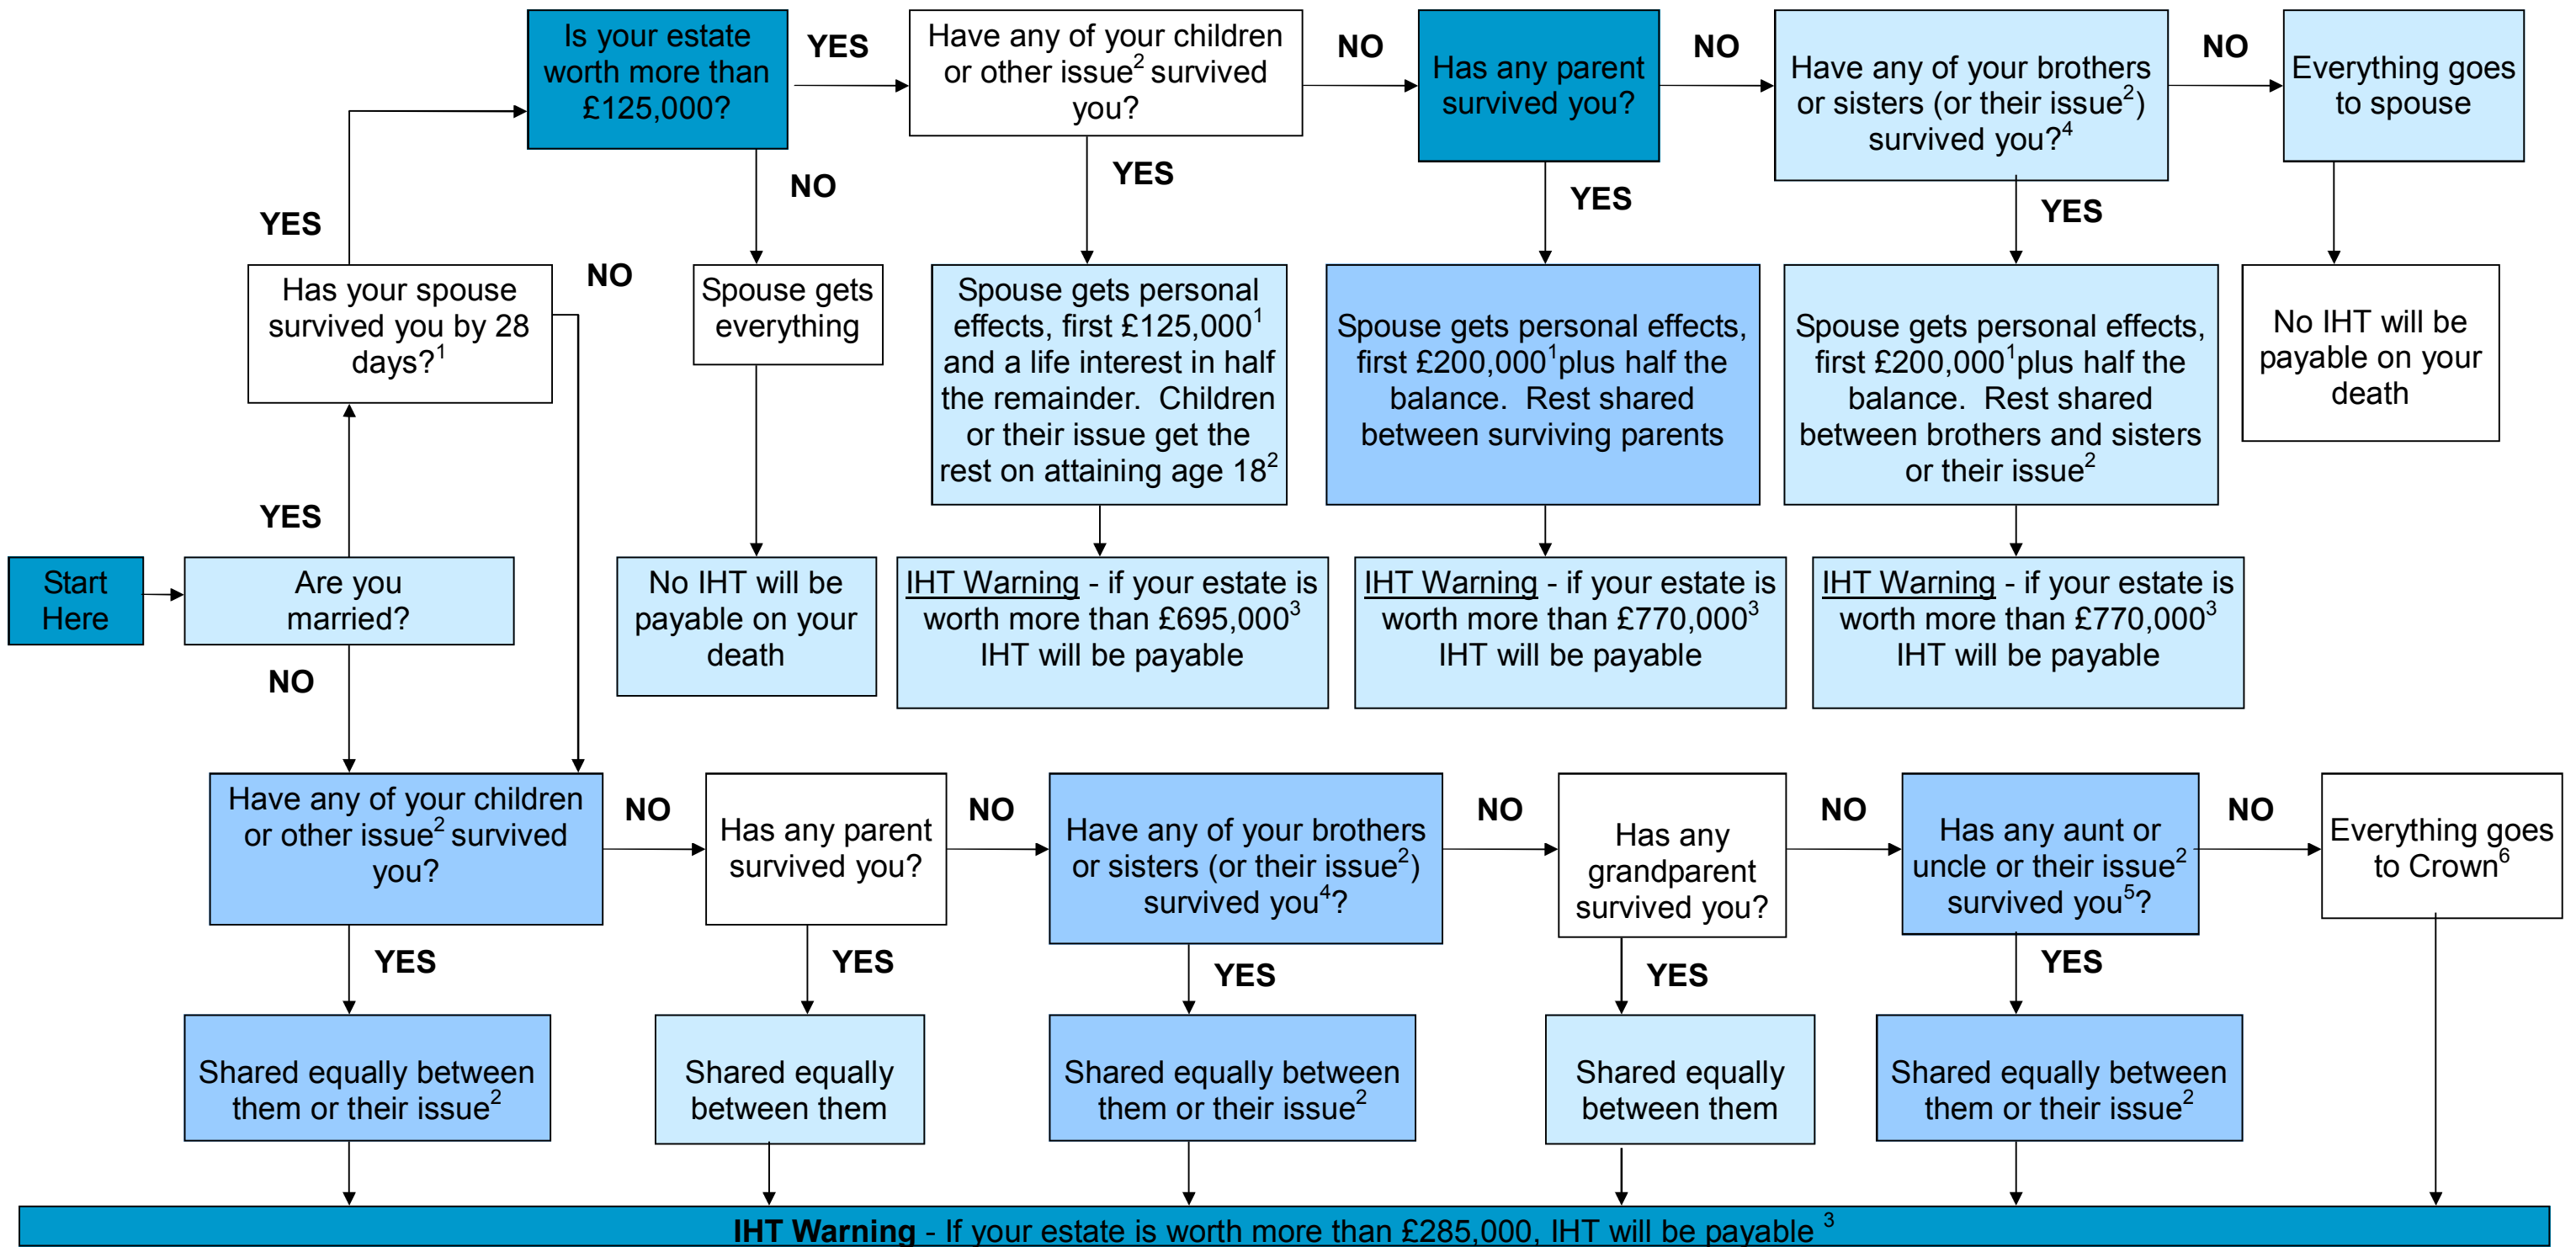 Is your estate
worth more than
£125,000?
YES
Have any of your children
or other issue² survived
you?
NO
Has any parent
survived you?
NO
Have any of your brothers
or sisters (or their issue²)
survived you?⁴
NO
Everything goes
to spouse
YES
NO
YES
YES
YES
Has your spouse
survived you by 28
days?¹
NO
Spouse gets
everything
Spouse gets personal
effects, first £125,000¹
and a life interest in half
the remainder.  Children
or their issue get the
rest on attaining age 18²
Spouse gets personal effects,
first £200,000¹plus half the
balance.  Rest shared
between surviving parents
Spouse gets personal effects,
first £200,000¹plus half the
balance.  Rest shared
between brothers and sisters
or their issue²
No IHT will be
payable on your
death
YES
Start
Here
Are you
married?
No IHT will be
payable on your
death
IHT Warning - if your estate is
worth more than £695,000³
IHT will be payable
IHT Warning - if your estate is
worth more than £770,000³
IHT will be payable
IHT Warning - if your estate is
worth more than £770,000³
IHT will be payable
NO
Have any of your children
or other issue² survived
you?
NO
Has any parent
survived you?
NO
Have any of your brothers
or sisters (or their issue²)
survived you⁴?
NO
Has any
grandparent
survived you?
NO
Has any aunt or
uncle or their issue²
survived you⁵?
NO
Everything goes
to Crown⁶
YES
YES
YES
YES
YES
Shared equally between
them or their issue²
Shared equally
between them
Shared equally between
them or their issue²
Shared equally
between them
Shared equally between
them or their issue²
IHT Warning - If your estate is worth more than £285,000, IHT will be payable ³